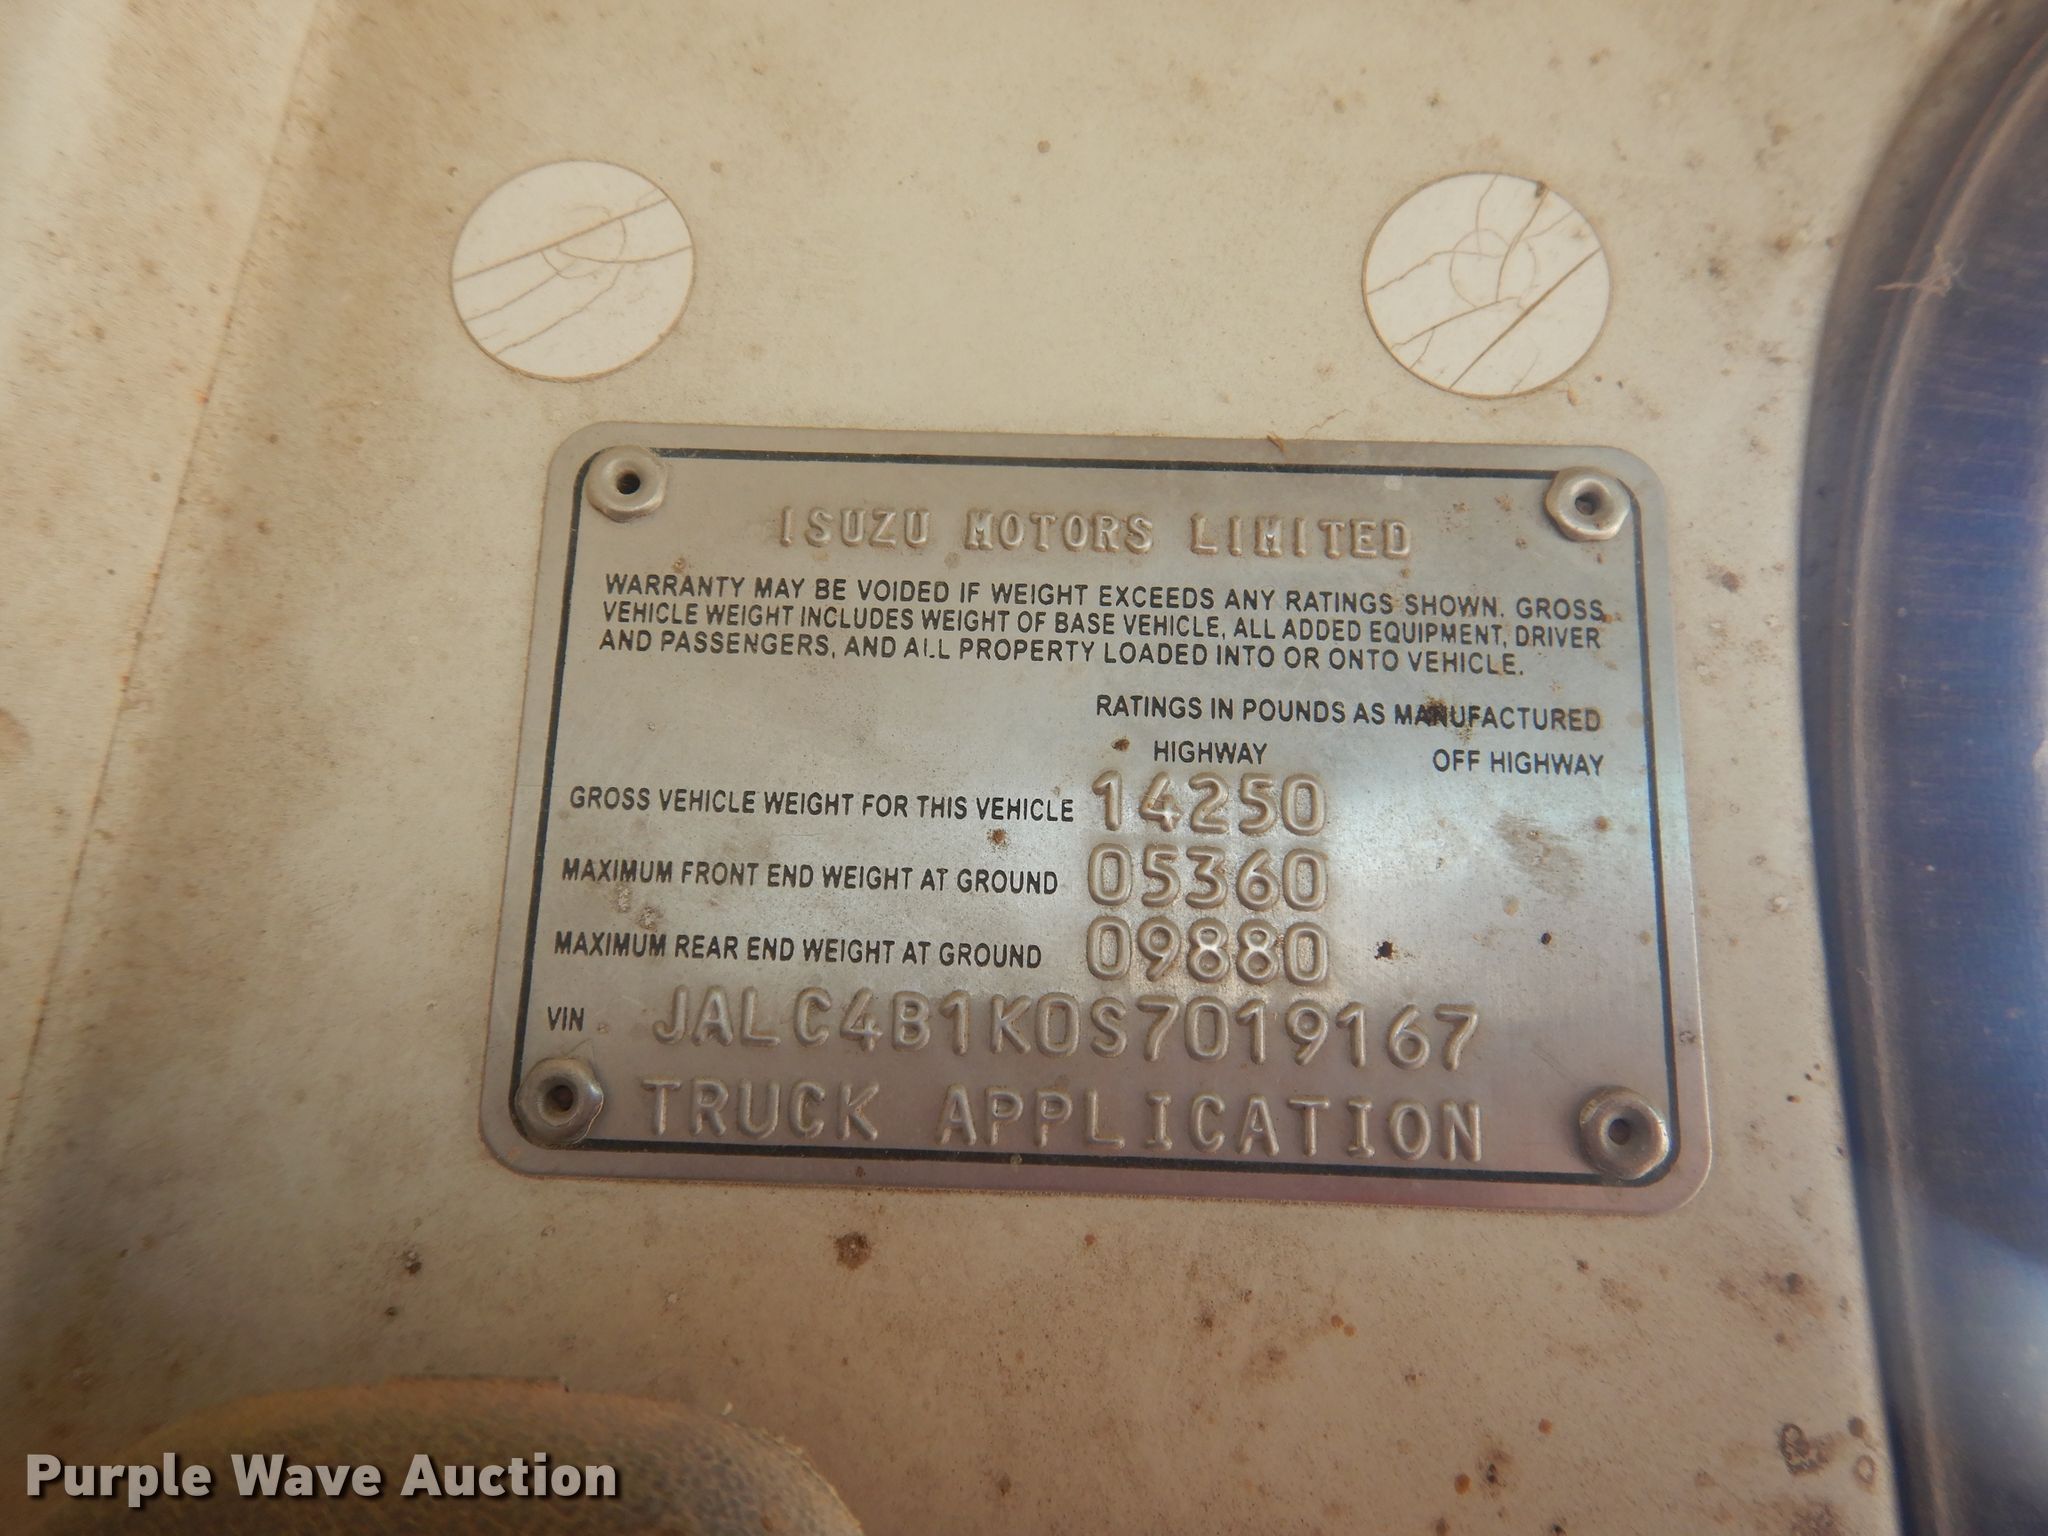 ISUZU MOTORS LIMITED
WARRANTY MAY BE VOIDED IF WEIGHT EXCEEDS ANY RATINGS SHOWN. GROSS
VEHICLE WEIGHT INCLUDES WEIGHT OF BASE VEHICLE, ALL ADDED EQUIPMENT, DRIVER
AND PASSENGERS, AND ALL PROPERTY LOADED INTO OR ONTO VEHICLE.
RATINGS IN POUNDS AS MANUFACTURED
HIGHWAY OFF HIGHWAY
GROSS VEHICLE WEIGHT FOR THIS VEHICLE 14250
MAXIMUM FRONT END WEIGHT AT GROUND 05360
MAXIMUM REAR END WEIGHT AT GROUND 09880
VIN JALC4B1K0S7019167
TRUCK APPLICATION
Purple Wave Auction